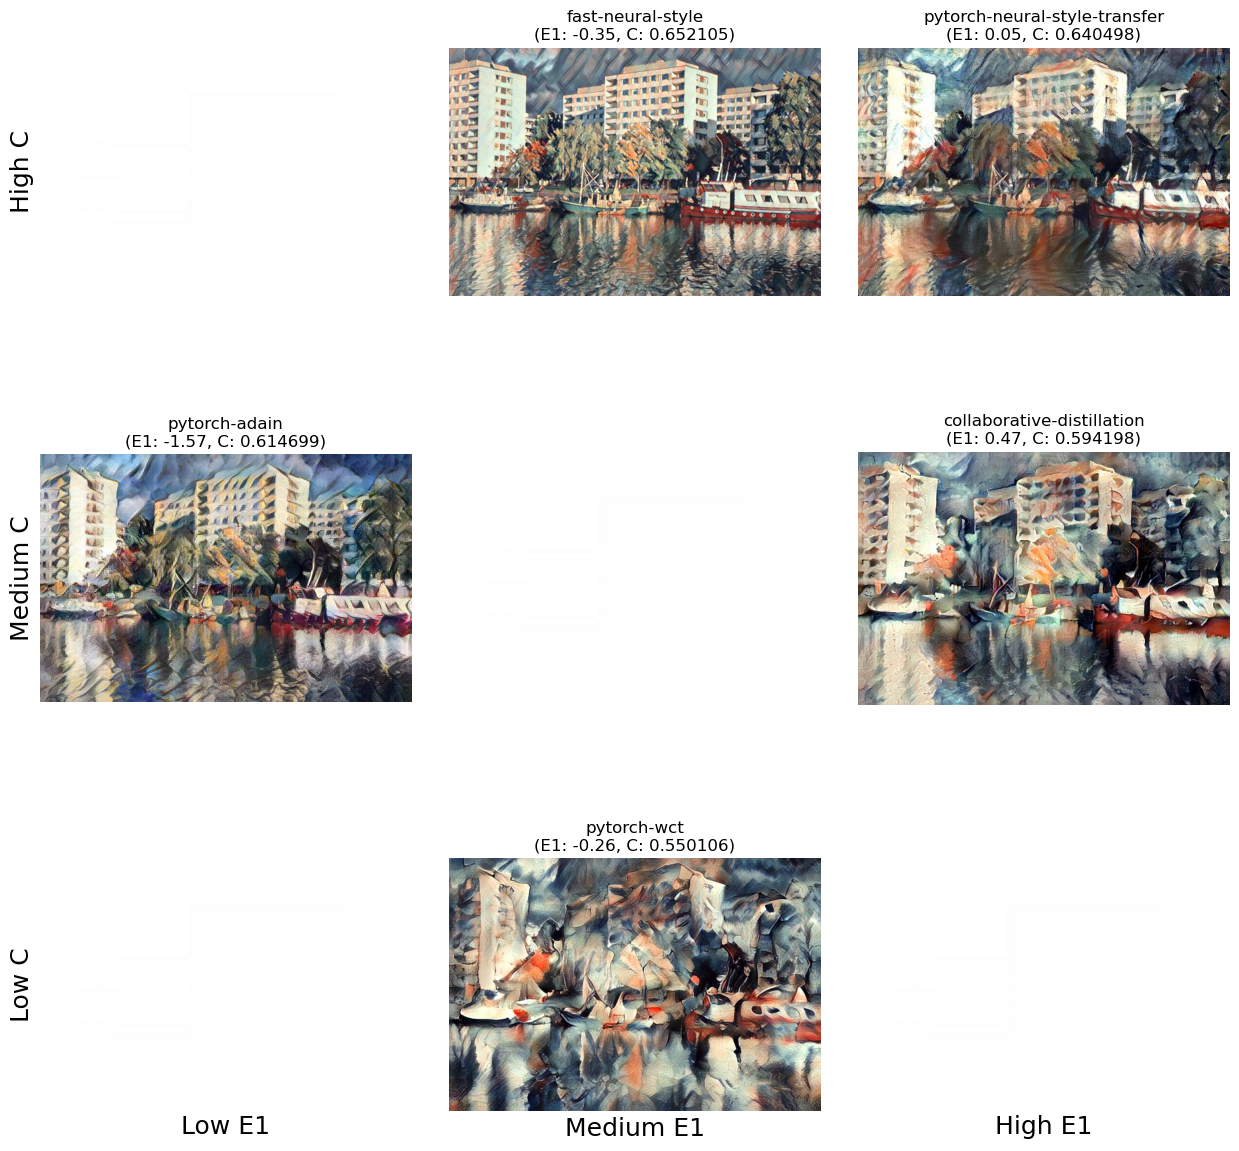 fast-neural-style
(E1: -0.35, C: 0.652105)
pytorch-neural-style-transfer
(E1: 0.05, C: 0.640498)
High C
pytorch-adain
(E1: -1.57, C: 0.614699)
collaborative-distillation
(E1: 0.47, C: 0.594198)
Medium C
pytorch-wct
(E1: -0.26, C: 0.550106)
Low C
Low E1
Medium E1
High E1